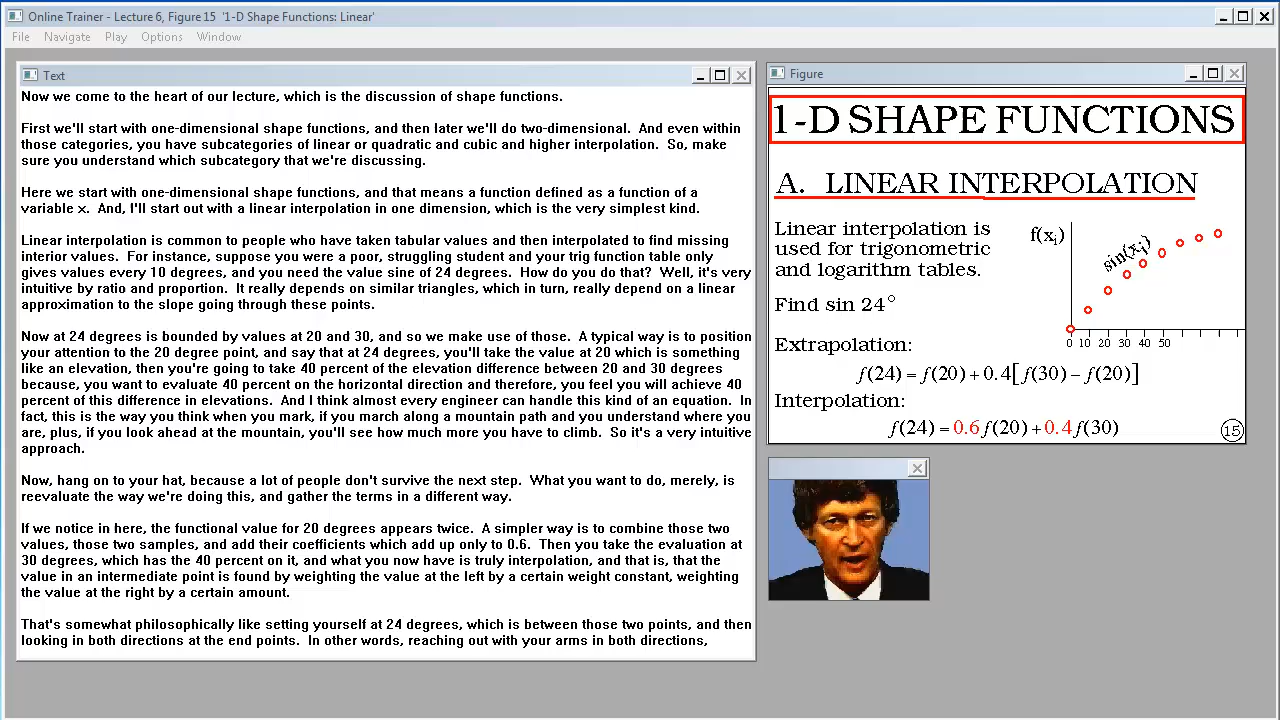 Online Trainer - Lecture 6, Figure 15 '1-D Shape Functions: Linear'
File Navigate Play Options Window
Text
Now we come to the heart of our lecture, which is the discussion of shape functions.
First we'll start with one-dimensional shape functions, and then later we'll do two-dimensional. And even within
those categories, you have subcategories of linear or quadratic and cubic and higher interpolation. So, make
sure you understand which subcategory that we're discussing.
Here we start with one-dimensional shape functions, and that means a function defined as a function of a
variable x. And, I'll start out with a linear interpolation in one dimension, which is the very simplest kind.
Linear interpolation is common to people who have taken tabular values and then interpolated to find missing
interior values. For instance, suppose you were a poor, struggling student and your trig function table only
gives values every 10 degrees, and you need the value sine of 24 degrees. How do you do that? Well, it's very
intuitive by ratio and proportion. It really depends on similar triangles, which in turn, really depend on a linear
approximation to the slope going through these points.
Now at 24 degrees is bounded by values at 20 and 30, and so we make use of those. A typical way is to position
your attention to the 20 degree point, and say that at 24 degrees, you'll take the value at 20 which is something
like an elevation, then you're going to take 40 percent of the elevation difference between 20 and 30 degrees
because, you want to evaluate 40 percent on the horizontal direction and therefore, you feel you will achieve 40
percent of this difference in elevations. And I think almost every engineer can handle this kind of an equation. In
fact, this is the way you think when you mark, if you march along a mountain path and you understand where you
are, plus, if you look ahead at the mountain, you'll see how much more you have to climb. So it's a very intuitive
approach.
Now, hang on to your hat, because a lot of people don't survive the next step. What you want to do, merely, is
reevaluate the way we're doing this, and gather the terms in a different way.
If we notice in here, the functional value for 20 degrees appears twice. A simpler way is to combine those two
values, those two samples, and add their coefficients which add up only to 0.6. Then you take the evaluation at
30 degrees, which has the 40 percent on it, and what you now have is truly interpolation, and that is, that the
value in an intermediate point is found by weighting the value at the left by a certain weight constant, weighting
the value at the right by a certain amount.
That's somewhat philosophically like setting yourself at 24 degrees, which is between those two points, and then
looking in both directions at the end points. In other words, reaching out with your arms in both directions,
Figure
1-D SHAPE FUNCTIONS
A. LINEAR INTERPOLATION
Linear interpolation is
used for trigonometric
and logarithm tables.
Find sin 24°
f(xᵢ)
sin(xᵢ)
0 10 20 30 40 50
Extrapolation:
f(24) = f(20) + 0.4[f(30) − f(20)]
Interpolation:
f(24) = 0.6 f(20) + 0.4 f(30)
15